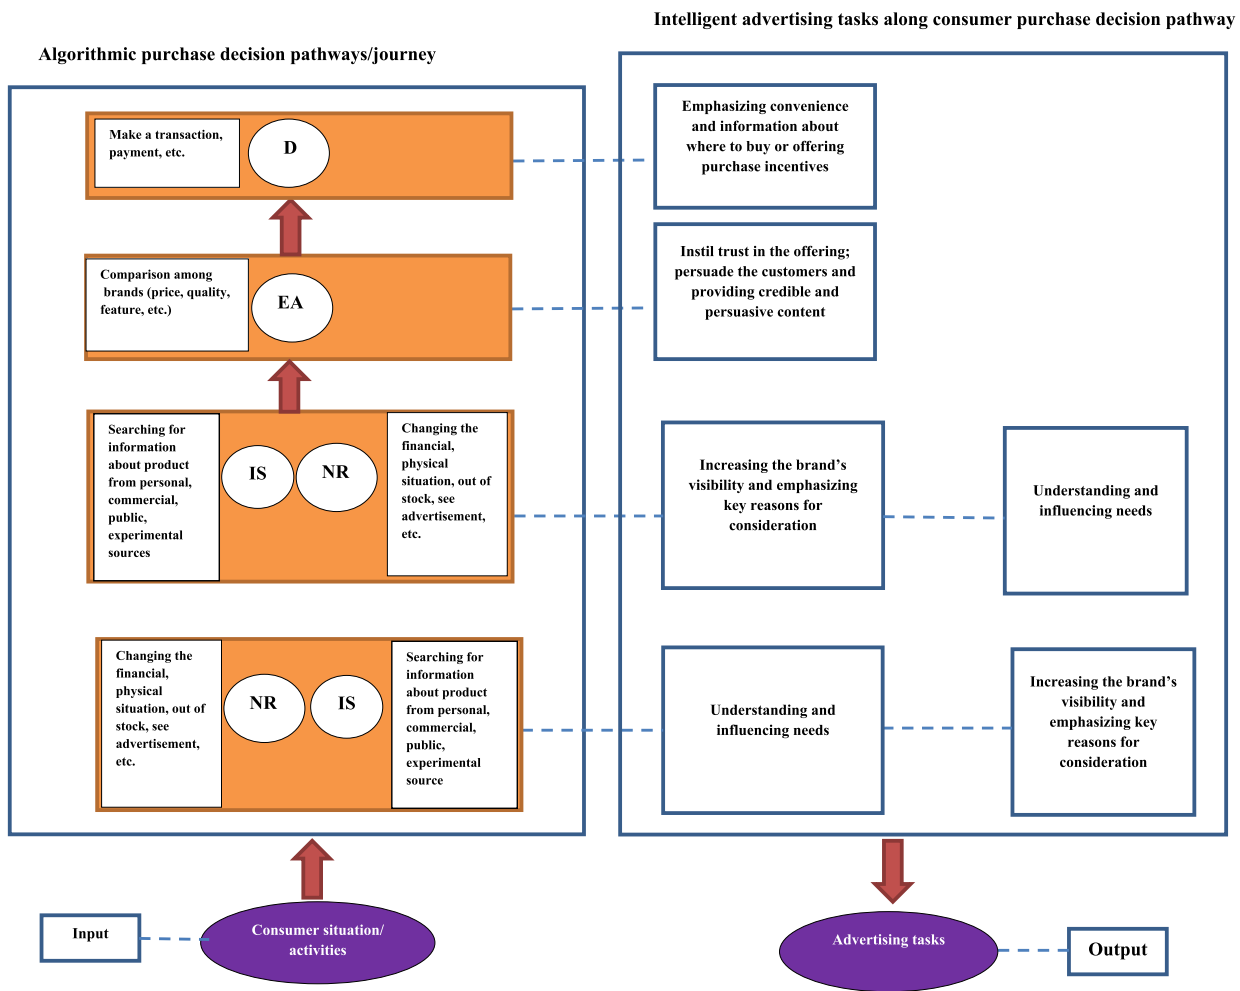 Intelligent advertising tasks along consumer purchase decision pathway
Algorithmic purchase decision pathways/journey
Make a transaction,
payment, etc.
D
Emphasizing convenience
and information about
where to buy or offering
purchase incentives
Comparison among
brands (price, quality,
feature, etc.)
EA
Instil trust in the offering;
persuade the customers and
providing credible and
persuasive content
Searching for
information
about product
from personal,
commercial,
public,
experimental
sources
IS
NR
Changing the
financial,
physical
situation, out of
stock, see
advertisement,
etc.
Increasing the brand’s
visibility and emphasizing
key reasons for
consideration
Understanding and
influencing needs
Changing the
financial,
physical
situation, out of
stock, see
advertisement,
etc.
NR
IS
Searching for
information
about product
from personal,
commercial,
public,
experimental
source
Understanding and
influencing needs
Increasing the brand’s
visibility and
emphasizing key
reasons for
consideration
Input
Consumer situation/
activities
Advertising tasks
Output